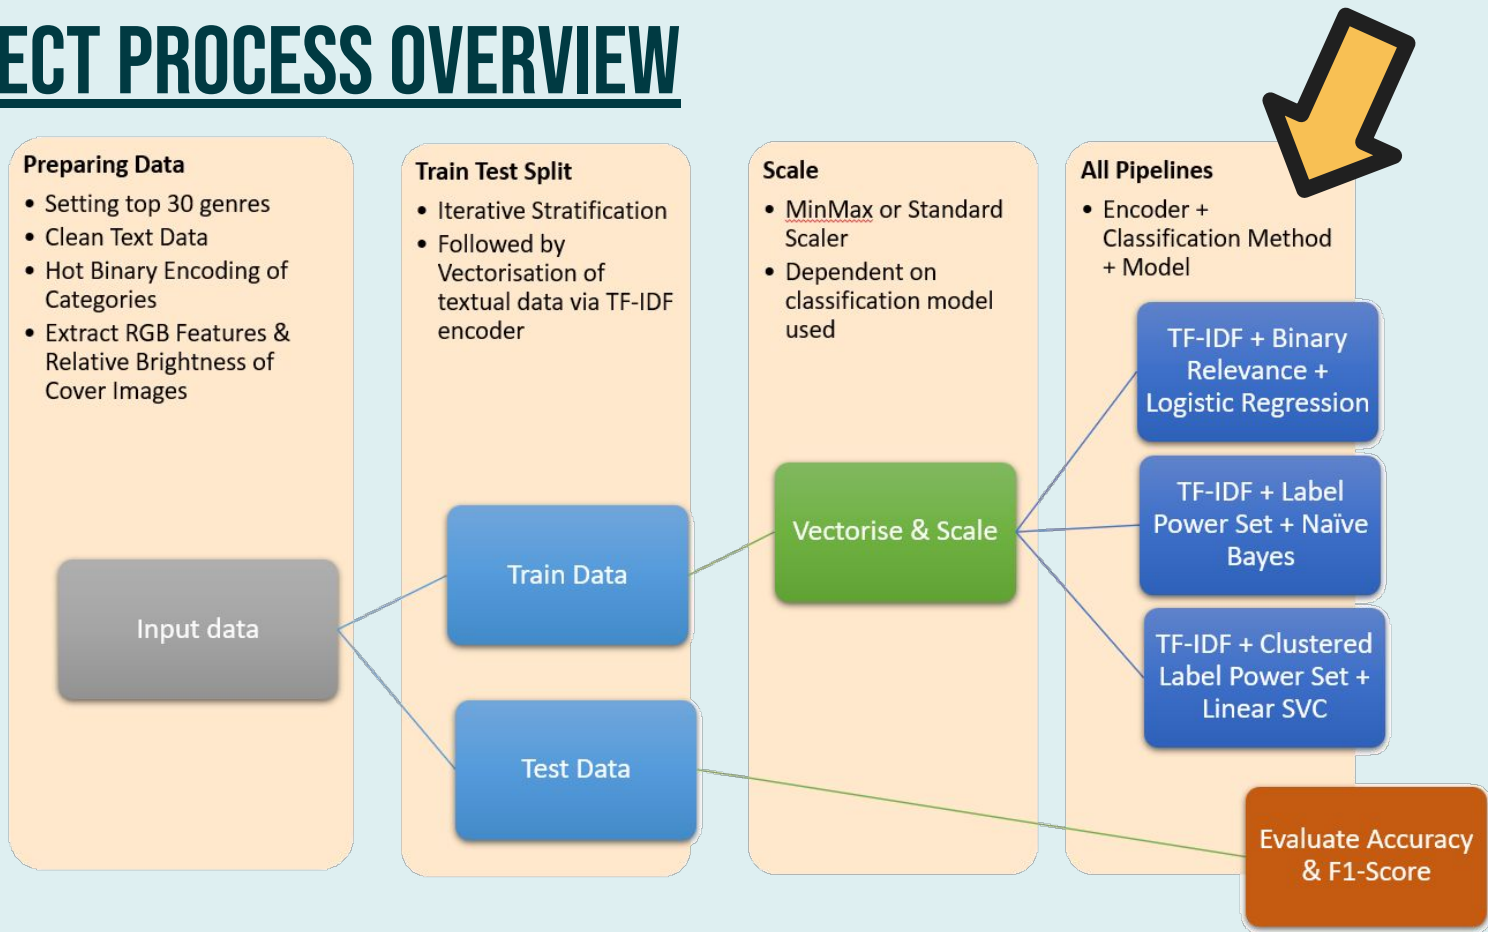 ECT PROCESS OVERVIEW
Preparing Data
• Setting top 30 genres
• Clean Text Data
• Hot Binary Encoding of
Categories
• Extract RGB Features &
Relative Brightness of
Cover Images
Input data
Train Test Split
• Iterative Stratification
• Followed by
Vectorisation of
textual data via TF-IDF
encoder
Train Data
Test Data
Scale
• MinMax or Standard
Scaler
• Dependent on
classification model
used
Vectorise & Scale
All Pipelines
• Encoder +
Classification Method
+ Model
TF-IDF + Binary
Relevance +
Logistic Regression
TF-IDF + Label
Power Set + Naïve
Bayes
TF-IDF + Clustered
Label Power Set +
Linear SVC
Evaluate Accuracy
& F1-Score